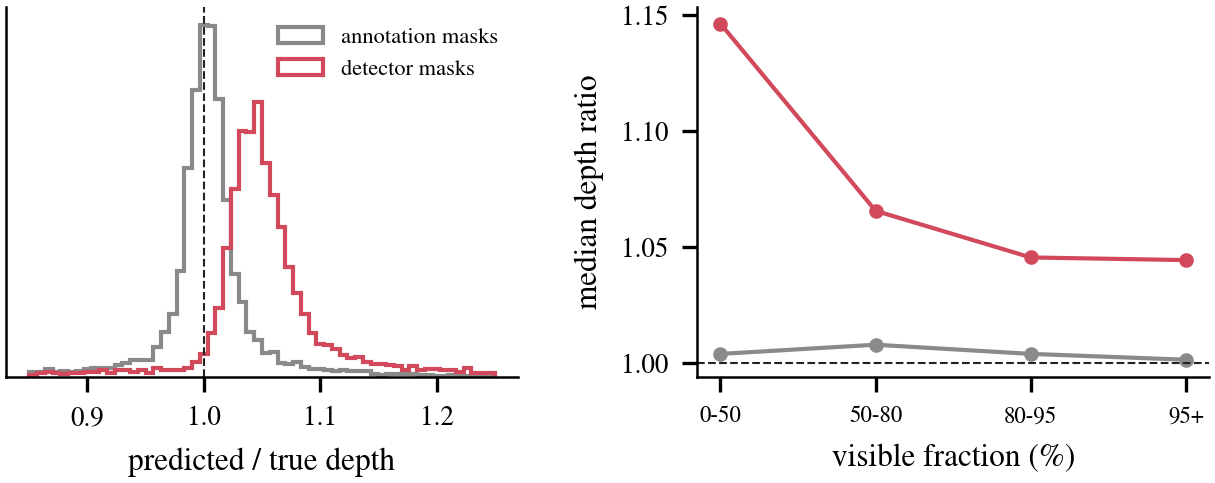 annotation masks
detector masks
0.9 1.0 1.1 1.2
predicted / true depth
median depth ratio
1.15
1.10
1.05
1.00
0-50 50-80 80-95 95+
visible fraction (%)